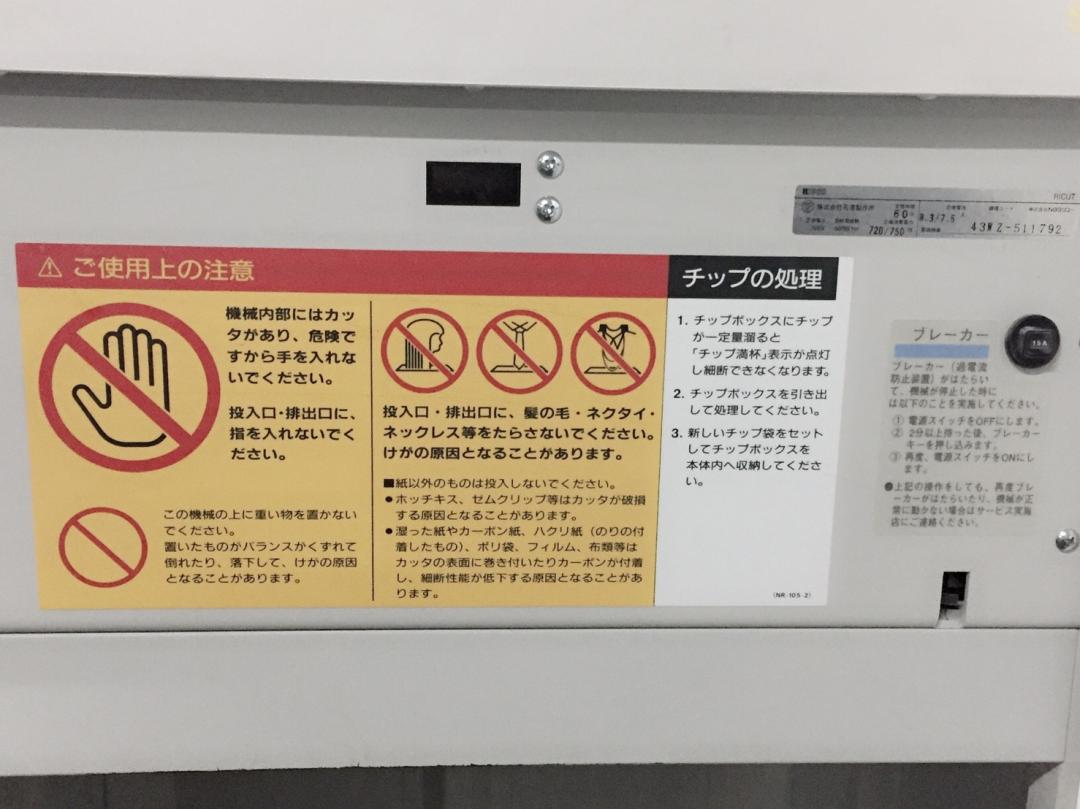 RICUT
株式会社石澤製作所
60
8.3/7.5 A
720/750 W
43WZ-511792
⚠ ご使用上の注意
機械内部にはカッ
タがあり、危険で
すから手を入れな
いでください。
投入口・排出口に、
指を入れないでく
ださい。
この機械の上に重い物を置かない
でください。
置いたものがバランスがくずれて
倒れたり、落下して、けがの原因
となることがあります。
投入口・排出口に、髪の毛・ネクタイ・
ネックレス等をたらさないでください。
けがの原因となることがあります。
■紙以外のものは投入しないでください。
●ホッチキス、ゼムクリップ等はカッタが破損
する原因となることがあります。
●湿った紙やカーボン紙、ハクリ紙(のりの付
着したもの)、ポリ袋、フィルム、布類等は
カッタの表面に巻き付いたりカーボンが付着
し、細断性能が低下する原因となることがあ
ります。
チップの処理
1. チップボックスにチップ
が一定量溜ると
「チップ満杯」表示が点灯
し細断できなくなります。
2. チップボックスを引き出
して処理してください。
3. 新しいチップ袋をセット
してチップボックスを
本体内へ収納してくださ
い。
(NR-105-2)
ブレーカー
15A
ブレーカー(過電流
防止装置)がはたらい
て、機械が停止した時に
は以下のことを実施してください。
① 電源スイッチをOFFにします。
② 2分以上待った後、ブレーカー
キーを押し込みます。
③ 再度、電源スイッチをONにし
ます。
●上記の操作をしても、再度ブレ
ーカーがはたらいたり、機械が正
常に動かない場合はサービス実施
店にご連絡ください。